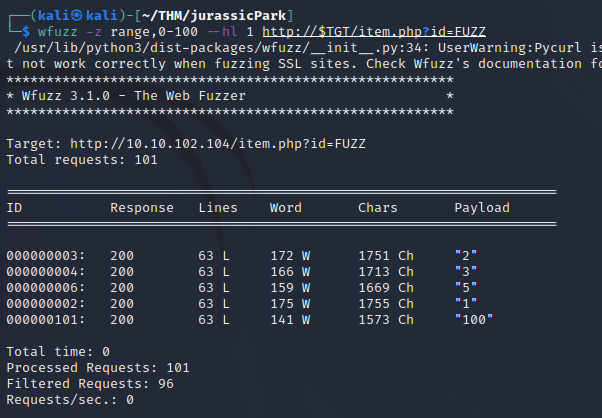 ┌──(kali㉿kali)-[~/THM/jurassicPark]
└─$ wfuzz -z range,0-100 --hl 1 http://$TGT/item.php?id=FUZZ
/usr/lib/python3/dist-packages/wfuzz/__init__.py:34: UserWarning:Pycurl is
t not work correctly when fuzzing SSL sites. Check Wfuzz's documentation fo
********************************************************
* Wfuzz 3.1.0 - The Web Fuzzer                         *
********************************************************
Target: http://10.10.102.104/item.php?id=FUZZ
Total requests: 101
=====================================================================
ID           Response   Lines    Word       Chars       Payload
=====================================================================
000000003:   200        63 L     172 W      1751 Ch     "2"
000000004:   200        63 L     166 W      1713 Ch     "3"
000000006:   200        63 L     159 W      1669 Ch     "5"
000000002:   200        63 L     175 W      1755 Ch     "1"
000000101:   200        63 L     141 W      1573 Ch     "100"
Total time: 0
Processed Requests: 101
Filtered Requests: 96
Requests/sec.: 0